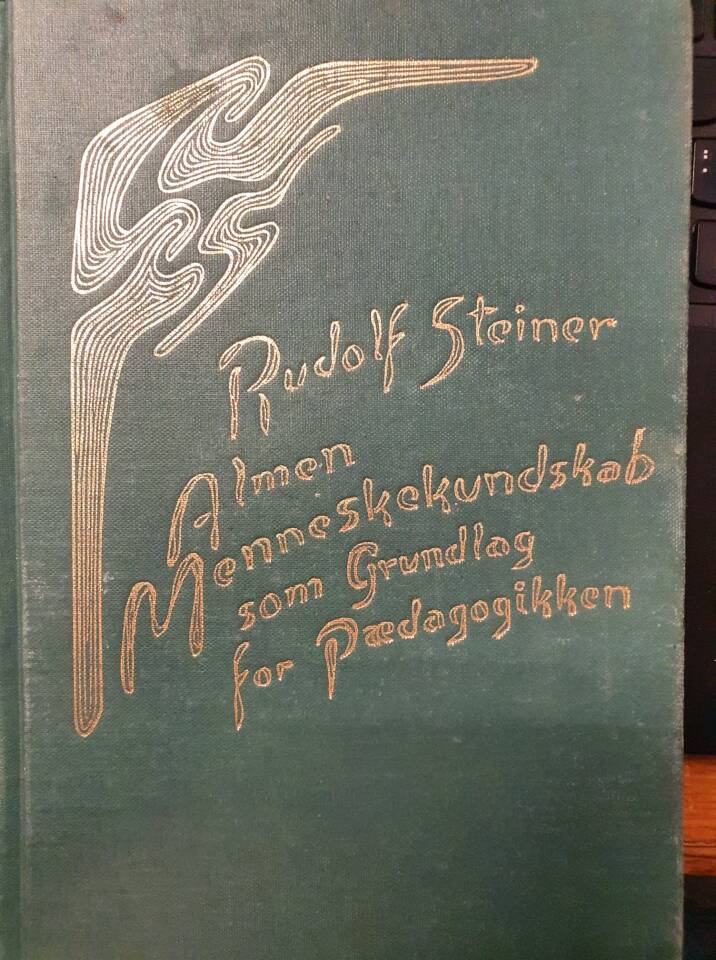 Rudolf Steiner
Almen
Menneskekundskab
som Grundlag
for Pædagogikken